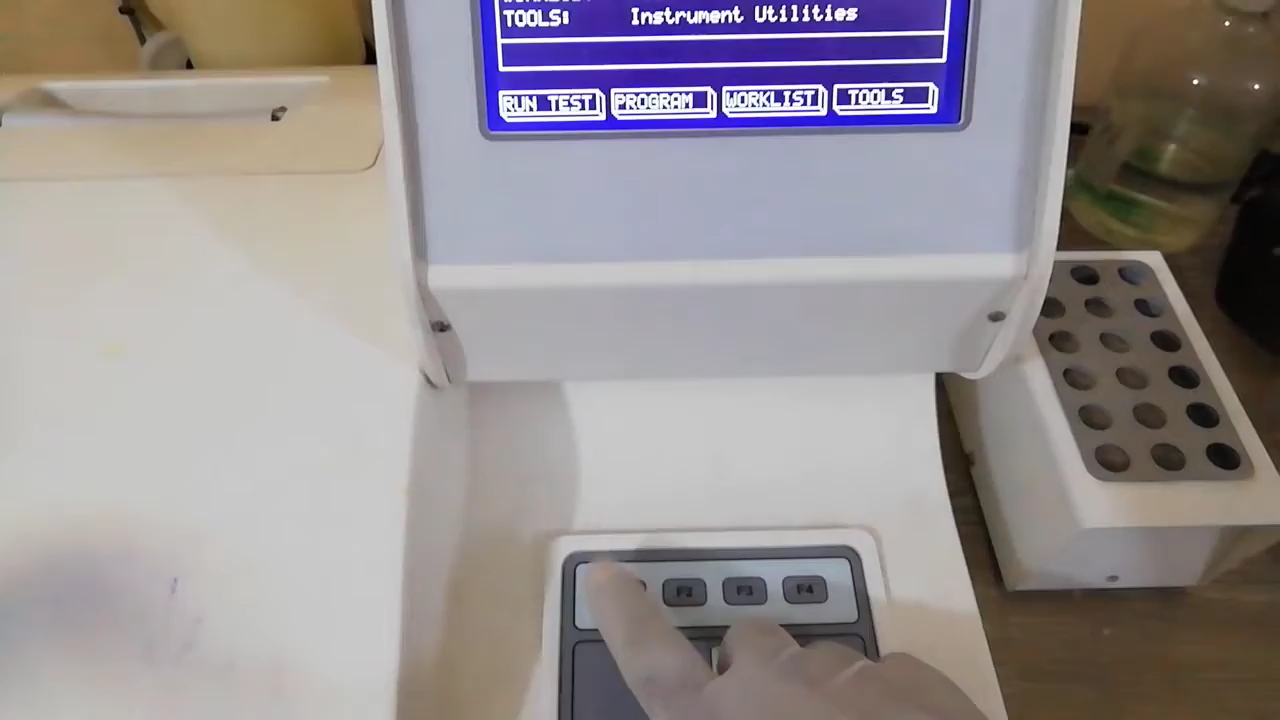 TOOLS: Instrument Utilities
RUN TEST PROGRAM WORKLIST TOOLS
F2 F3 F4